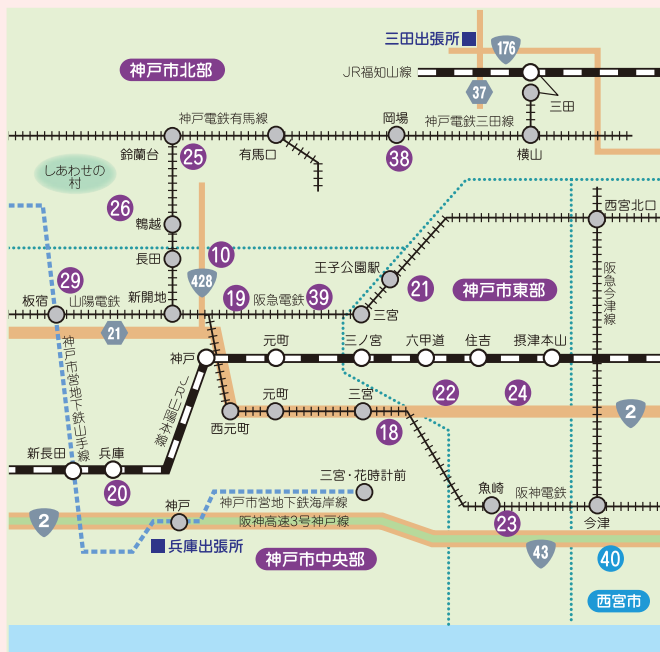 三田出張所
176
神戸市北部
JR福知山線
37
三田
神戸電鉄有馬線
岡場
神戸電鉄三田線
鈴蘭台
25
有馬口
38
横山
しあわせの
村
26
鴨越
西宮北口
長田
10
王子公園駅
29
428
21
神戸市東部
阪急今津線
板宿
山陽電鉄
新開地
19
阪急電鉄
39
三宮
21
神戸市営地下鉄山手線
神戸
元町
三ノ宮
六甲道
住吉
摂津本山
JR山陽本線
元町
三宮
22
24
西元町
2
18
新長田
兵庫
20
三宮・花時計前
魚崎
阪神電鉄
神戸
神戸市営地下鉄海岸線
2
阪神高速3号神戸線
23
今津
兵庫出張所
43
40
神戸市中央部
西宮市